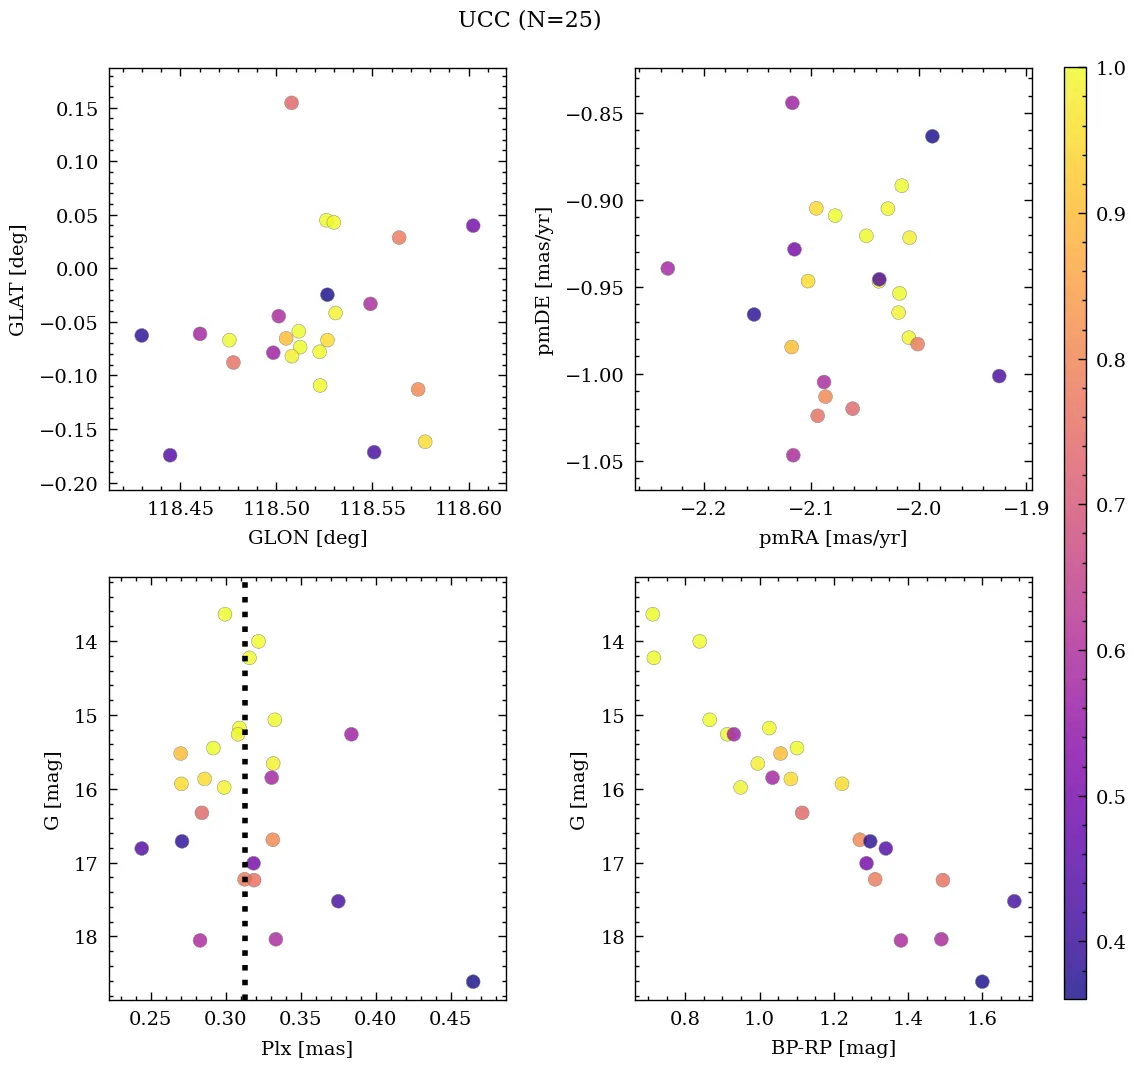 UCC (N=25)
0.15
0.10
0.05
0.00
−0.05
−0.10
−0.15
−0.20
GLAT [deg]
118.45 118.50 118.55 118.60
GLON [deg]
−0.85
−0.90
−0.95
−1.00
−1.05
pmDE [mas/yr]
−2.2 −2.1 −2.0 −1.9
pmRA [mas/yr]
14
15
16
17
18
G [mag]
0.25 0.30 0.35 0.40 0.45
Plx [mas]
14
15
16
17
18
G [mag]
0.8 1.0 1.2 1.4 1.6
BP-RP [mag]
1.0
0.9
0.8
0.7
0.6
0.5
0.4